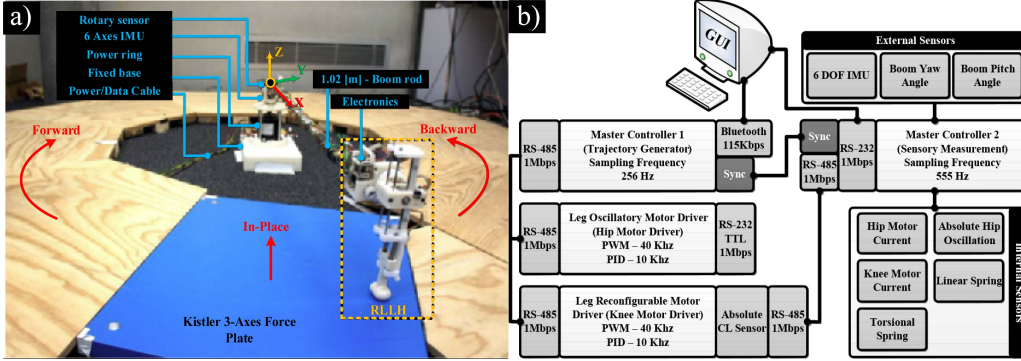 a)
Rotary sensor
6 Axes IMU
Power ring
Fixed base
Power/Data Cable
Z
Y
X
1.02 [m] - Boom rod
Electronics
Forward
Backward
In-Place
RLLH
Kistler 3-Axes Force
Plate
b)
GUI
External Sensors
6 DOF IMU
Boom Yaw
Angle
Boom Pitch
Angle
RS-485
1Mbps
Master Controller 1
(Trajectory Generator)
Sampling Frequency
256 Hz
Bluetooth
115Kbps
Sync
Sync
RS-485
1Mbps
RS-232
1Mbps
Master Controller 2
(Sensory Measurement)
Sampling Frequency
555 Hz
RS-485
1Mbps
Leg Oscillatory Motor Driver
(Hip Motor Driver)
PWM – 40 Khz
PID – 10 Khz
RS-232
TTL
1Mbps
RS-485
1Mbps
Leg Reconfigurable Motor
Driver (Knee Motor Driver)
PWM – 40 Khz
PID – 10 Khz
Absolute
CL Sensor
RS-485
1Mbps
Hip Motor
Current
Absolute Hip
Oscillation
Knee Motor
Current
Linear Spring
Torsional
Spring
Internal Sensors